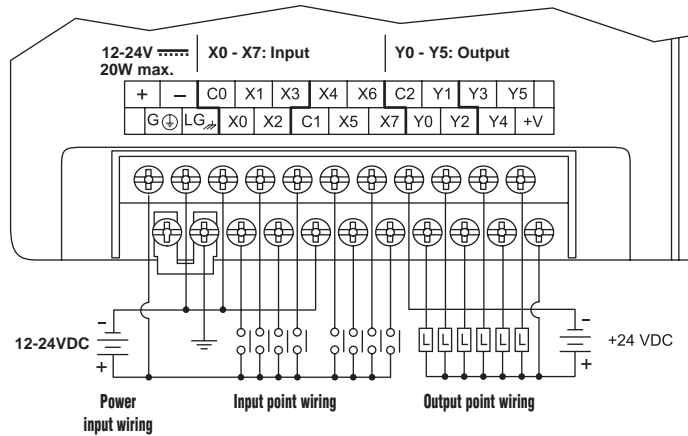 12-24V X0 - X7: Input Y0 - Y5: Output
20W max.
+ – C0 X1 X3 X4 X6 C2 Y1 Y3 Y5
G LG X0 X2 C1 X5 X7 Y0 Y2 Y4 +V
12-24VDC
-
+
L L L L L L
-
+
+24 VDC
Power
input wiring
Input point wiring
Output point wiring